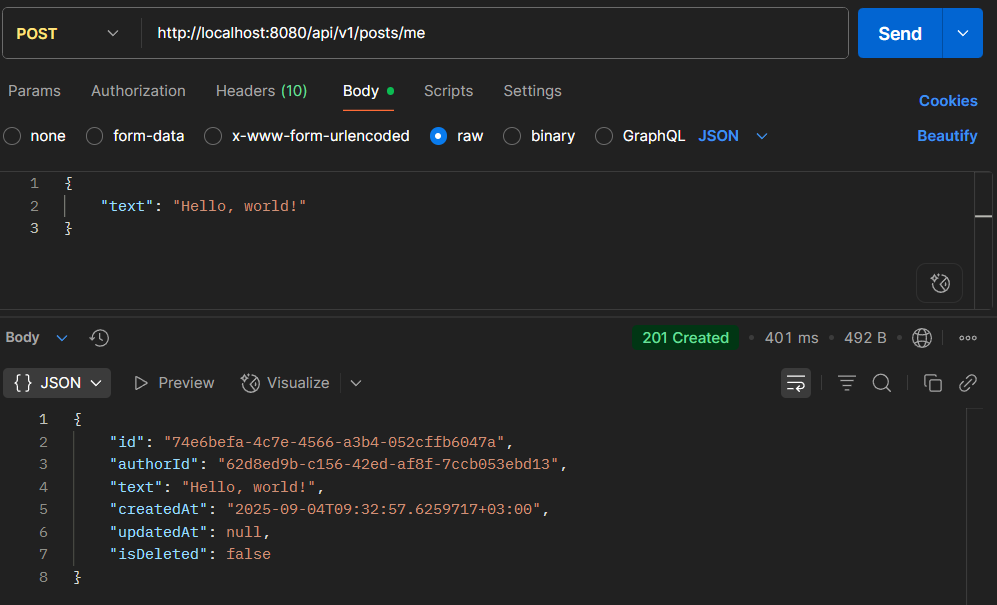 POST http://localhost:8080/api/v1/posts/me Send
Params Authorization Headers (10) Body Scripts Settings Cookies
none form-data x-www-form-urlencoded raw binary GraphQL JSON Beautify
1 {
2 "text": "Hello, world!"
3 }
Body 201 Created • 401 ms • 492 B •
{} JSON Preview Visualize
1 {
2 "id": "74e6befa-4c7e-4566-a3b4-052cffb6047a",
3 "authorId": "62d8ed9b-c156-42ed-af8f-7ccb053ebd13",
4 "text": "Hello, world!",
5 "createdAt": "2025-09-04T09:32:57.6259717+03:00",
6 "updatedAt": null,
7 "isDeleted": false
8 }